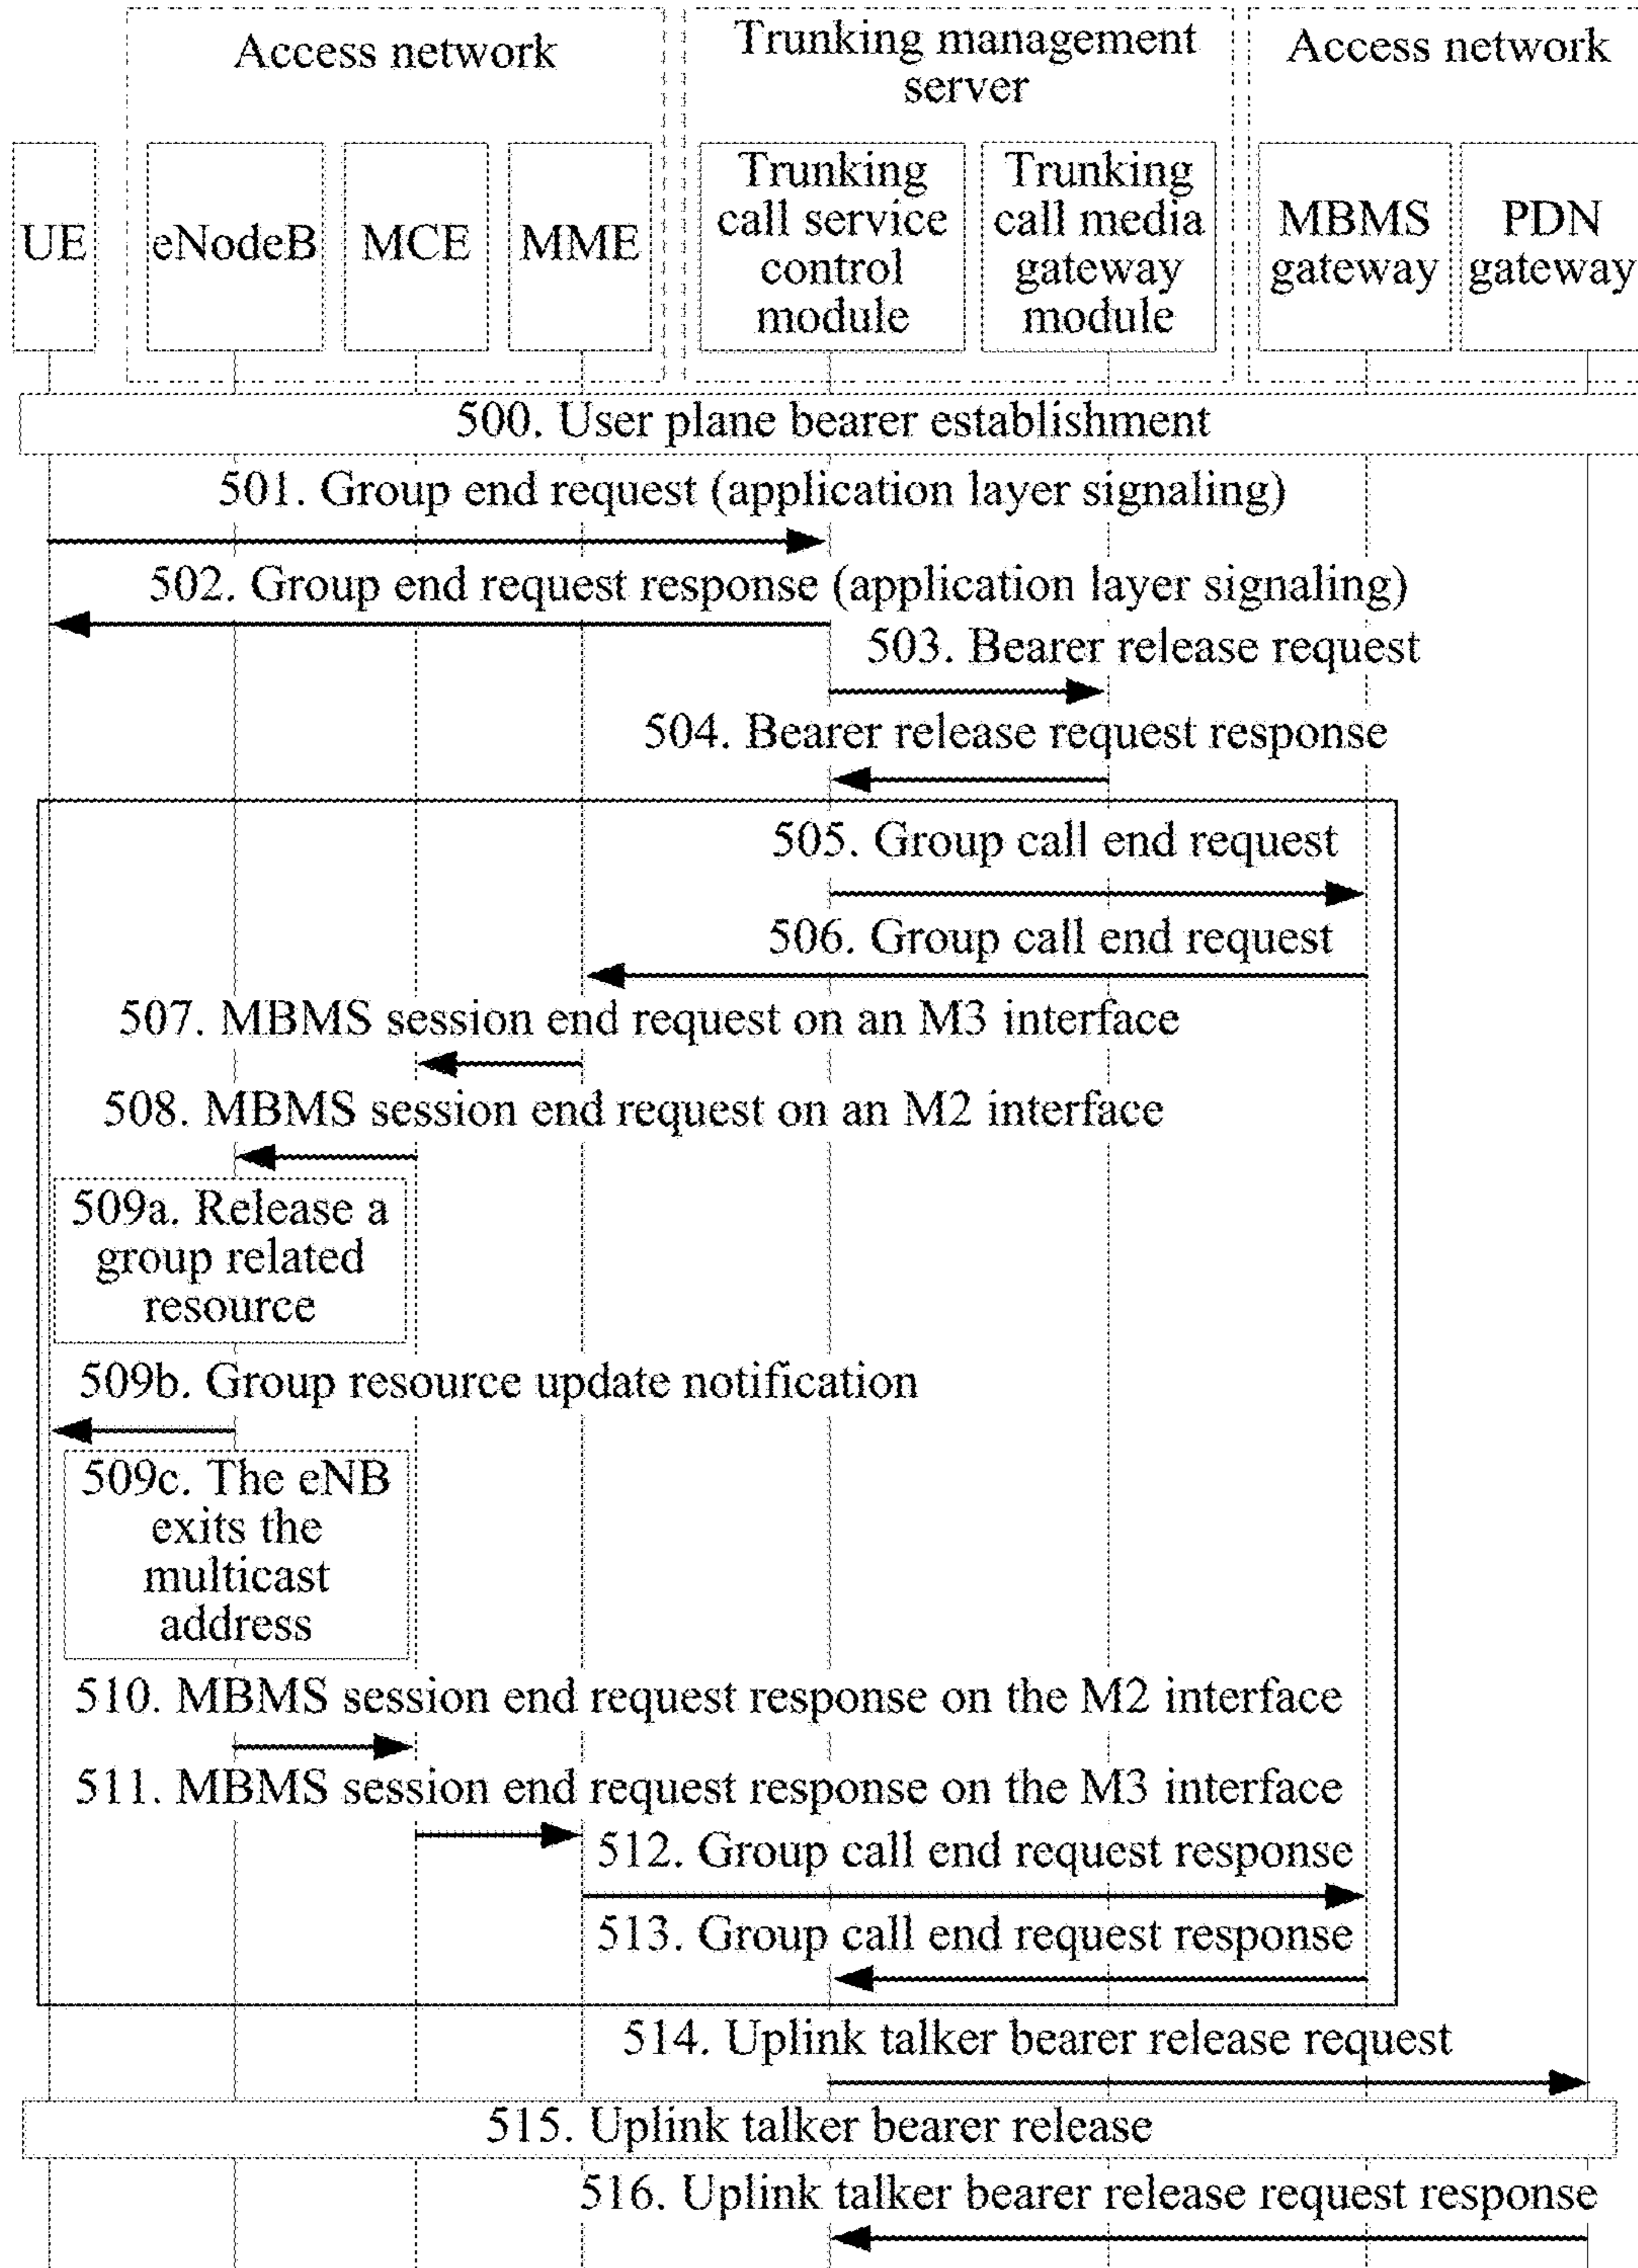 Access network
Trunking management
server
Access network
UE
eNodeB
MCE
MME
Trunking
call service
control
module
Trunking
call media
gateway
module
MBMS
gateway
PDN
gateway
500. User plane bearer establishment
501. Group end request (application layer signaling)
502. Group end request response (application layer signaling)
503. Bearer release request
504. Bearer release request response
505. Group call end request
506. Group call end request
507. MBMS session end request on an M3 interface
508. MBMS session end request on an M2 interface
509a. Release a
group related
resource
509b. Group resource update notification
509c. The eNB
exits the
multicast
address
510. MBMS session end request response on the M2 interface
511. MBMS session end request response on the M3 interface
512. Group call end request response
513. Group call end request response
514. Uplink talker bearer release request
515. Uplink talker bearer release
516. Uplink talker bearer release request response